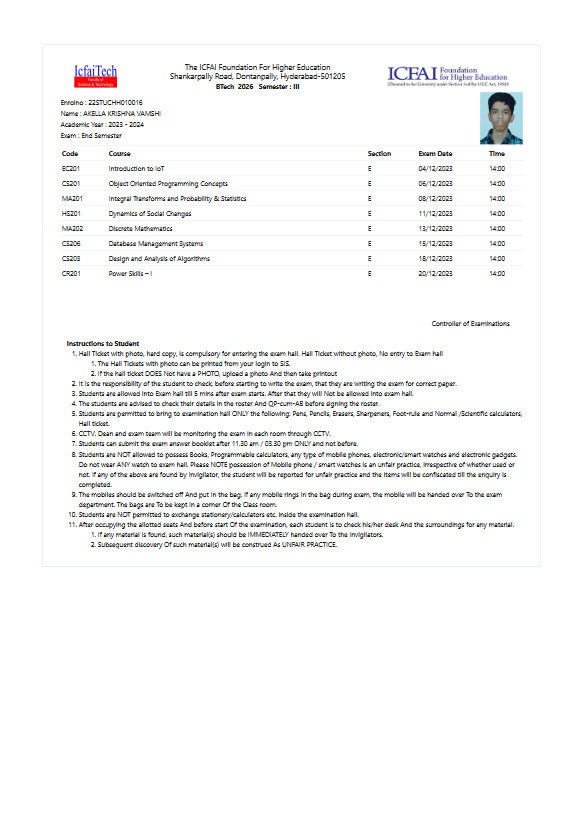 IcfaiTech
Faculty of
Science & Technology
The ICFAI Foundation For Higher Education
Shankarpally Road, Dontanpally, Hyderabad-501205
BTech 2026 Semester : III
ICFAI Foundation
for Higher Education
(Deemed-to-be-University under Section 3 of the UGC Act, 1956)
Enrolno : 22STUCHH010016
Name : AKELLA KRISHNA VAMSHI
Academic Year : 2023 - 2024
Exam : End Semester
Code Course Section Exam Date Time
EC201 Introduction to IoT E 04/12/2023 14:00
CS201 Object Oriented Programming Concepts E 06/12/2023 14:00
MA201 Integral Transforms and Probability & Statistics E 08/12/2023 14:00
HS201 Dynamics of Social Changes E 11/12/2023 14:00
MA202 Discrete Mathematics E 13/12/2023 14:00
CS206 Database Management Systems E 15/12/2023 14:00
CS203 Design and Analysis of Algorithms E 18/12/2023 14:00
CR201 Power Skills – I E 20/12/2023 14:00
Controller of Examinations
Instructions to Student
1. Hall Ticket with photo, hard copy, is compulsory for entering the exam hall. Hall Ticket without photo, No entry to Exam hall
1. The Hall Tickets with photo can be printed from your login to SIS.
2. If the hall ticket DOES Not have a PHOTO, upload a photo And then take printout
2. It is the responsibility of the student to check, before starting to write the exam, that they are writing the exam for correct paper.
3. Students are allowed into Exam hall till 5 mins after exam starts. After that they will Not be allowed into exam hall.
4. The students are advised to check their details in the roster And QP-cum-AB before signing the roster.
5. Students are permitted to bring to examination hall ONLY the following: Pens, Pencils, Erasers, Sharpeners, Foot-rule and Normal /Scientific calculators,
Hall ticket.
6. CCTV. Dean and exam team will be monitoring the exam in each room through CCTV.
7. Students can submit the exam answer booklet after 11.30 am / 03.30 pm ONLY and not before.
8. Students are NOT allowed to possess Books, Programmable calculators, any type of mobile phones, electronic/smart watches and electronic gadgets.
Do not wear ANY watch to exam hall. Please NOTE possession of Mobile phone / smart watches is an unfair practice, irrespective of whether used or
not. If any of the above are found by invigilator, the student will be reported for unfair practice and the items will be confiscated till the enquiry is
completed.
9. The mobiles should be switched off And put in the bag. If any mobile rings in the bag during exam, the mobile will be handed over To the exam
department. The bags are To be kept in a corner Of the Class room.
10. Students are NOT permitted to exchange stationery/calculators etc. inside the examination hall.
11. After occupying the allotted seats And before start Of the examination, each student is to check his/her desk And the surroundings for any material.
1. If any material is found, such material(s) should be IMMEDIATELY handed over To the invigilators.
2. Subsequent discovery Of such material(s) will be construed As UNFAIR PRACTICE.